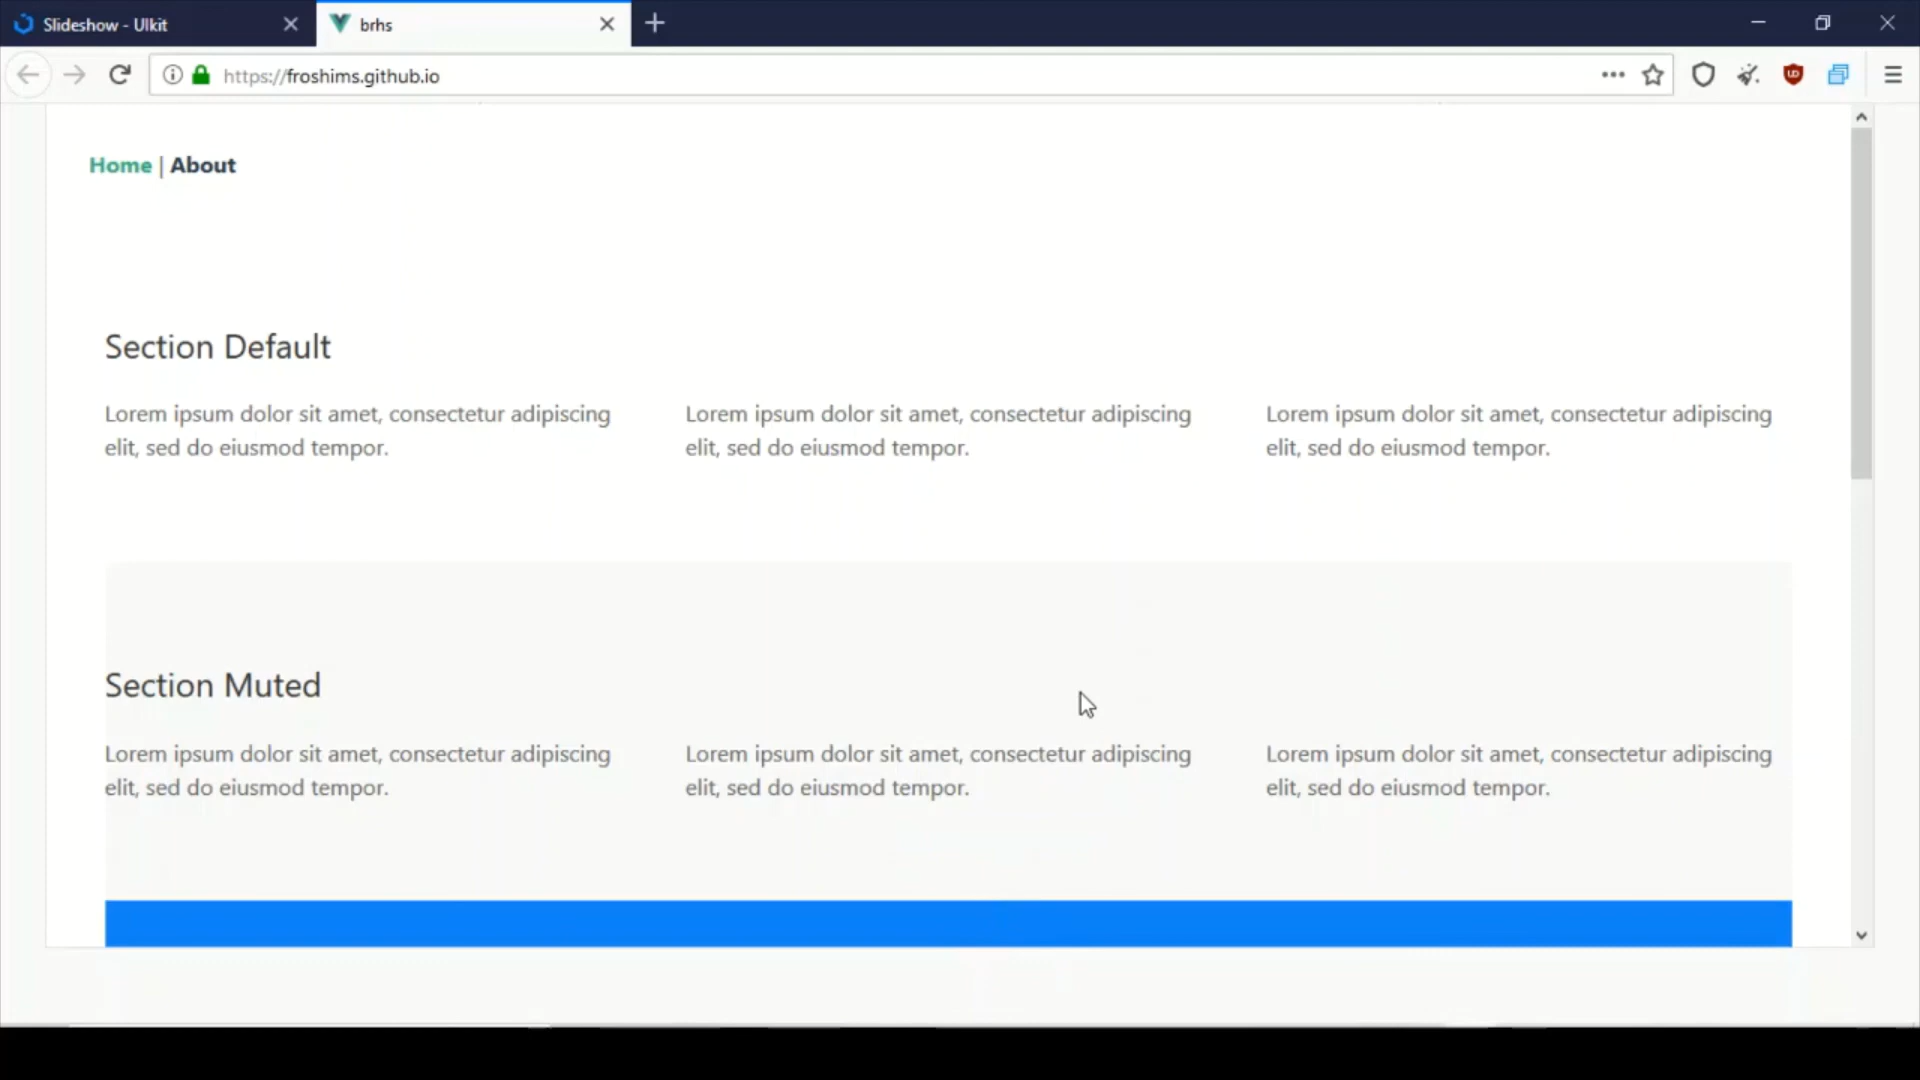 Slideshow - UIkit
brhs
https://froshims.github.io
Home | About
Section Default
Lorem ipsum dolor sit amet, consectetur adipiscing
elit, sed do eiusmod tempor.
Lorem ipsum dolor sit amet, consectetur adipiscing
elit, sed do eiusmod tempor.
Lorem ipsum dolor sit amet, consectetur adipiscing
elit, sed do eiusmod tempor.
Section Muted
Lorem ipsum dolor sit amet, consectetur adipiscing
elit, sed do eiusmod tempor.
Lorem ipsum dolor sit amet, consectetur adipiscing
elit, sed do eiusmod tempor.
Lorem ipsum dolor sit amet, consectetur adipiscing
elit, sed do eiusmod tempor.